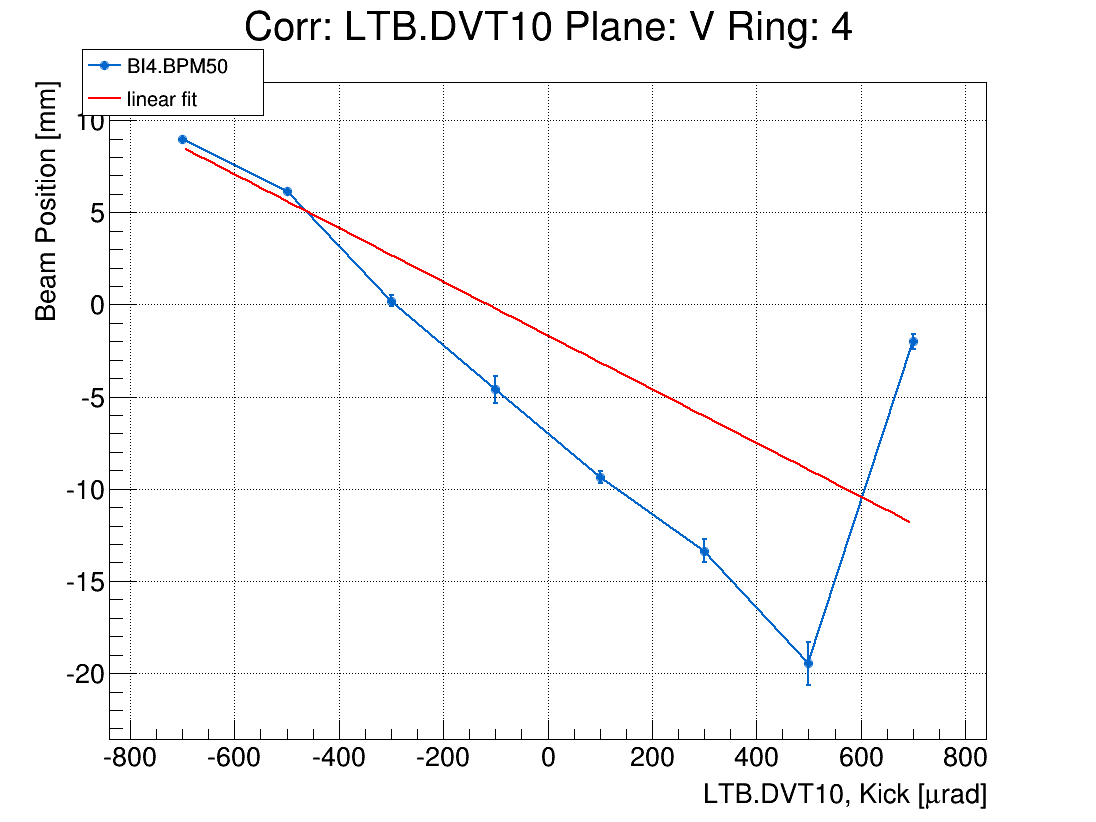 Corr: LTB.DVT10 Plane: V Ring: 4
BI4.BPM50
linear fit
Beam Position [mm]
10
5
0
-5
-10
-15
-20
-800 -600 -400 -200 0 200 400 600 800
LTB.DVT10, Kick [μrad]